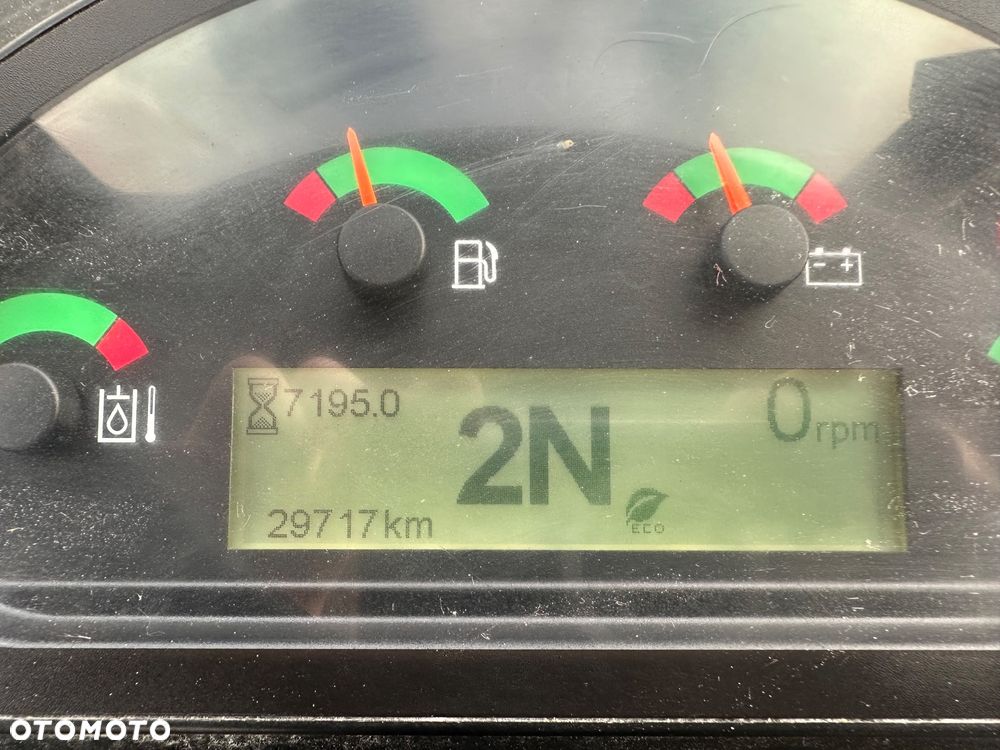 7195.0
0rpm
2N
ECO
29717km
OTOMOTO